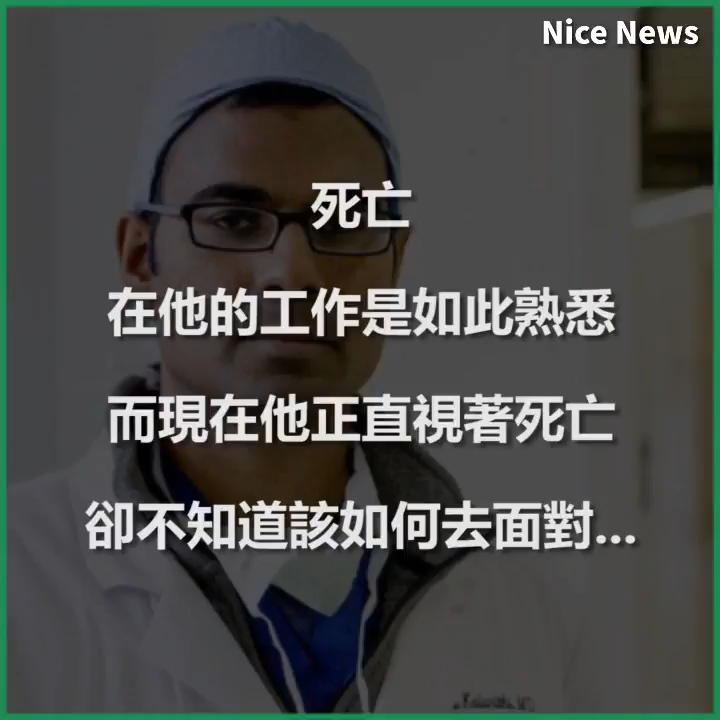 Nice News
死亡
在他的工作是如此熟悉
而現在他正直視著死亡
卻不知道該如何去面對...